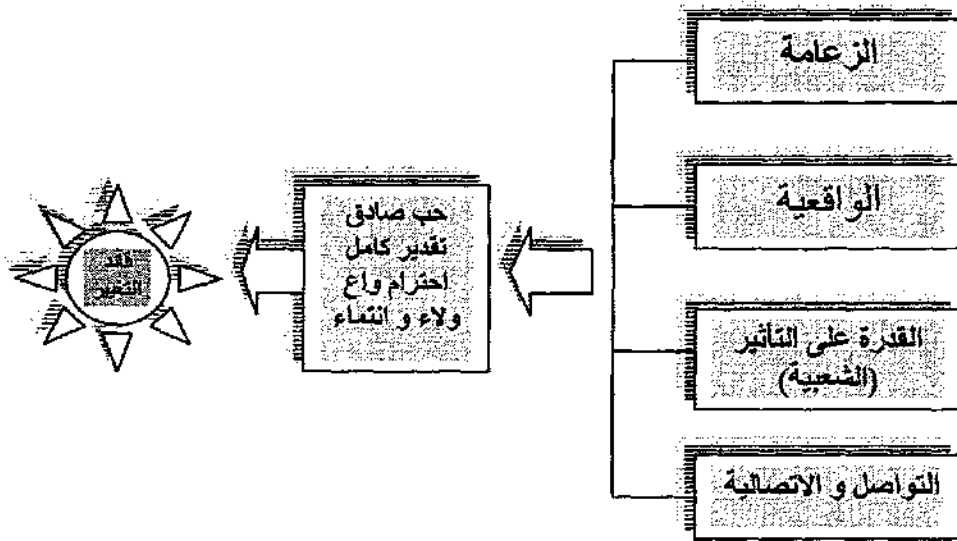 الزعامة
الواقعية
القدرة على التأثير
(الشعبية)
التواصل و الاتصالية
حب صادق
تقدير كامل
احترام واع
ولاء و انتماء